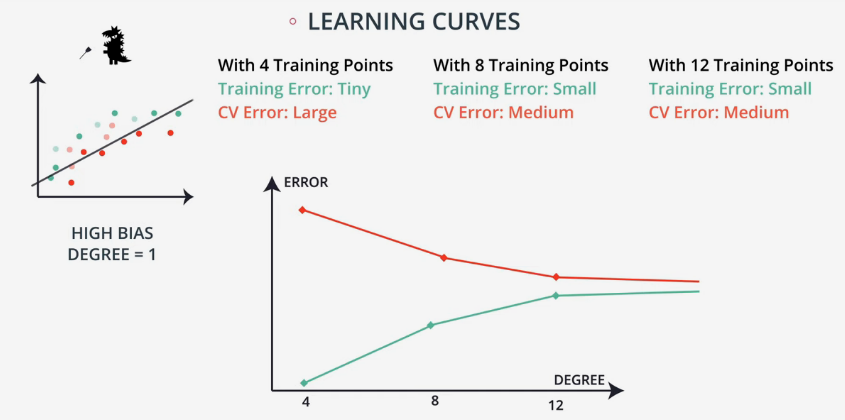 LEARNING CURVES
With 4 Training Points
Training Error: Tiny
CV Error: Large
With 8 Training Points
Training Error: Small
CV Error: Medium
With 12 Training Points
Training Error: Small
CV Error: Medium
HIGH BIAS
DEGREE = 1
ERROR
DEGREE
4
8
12